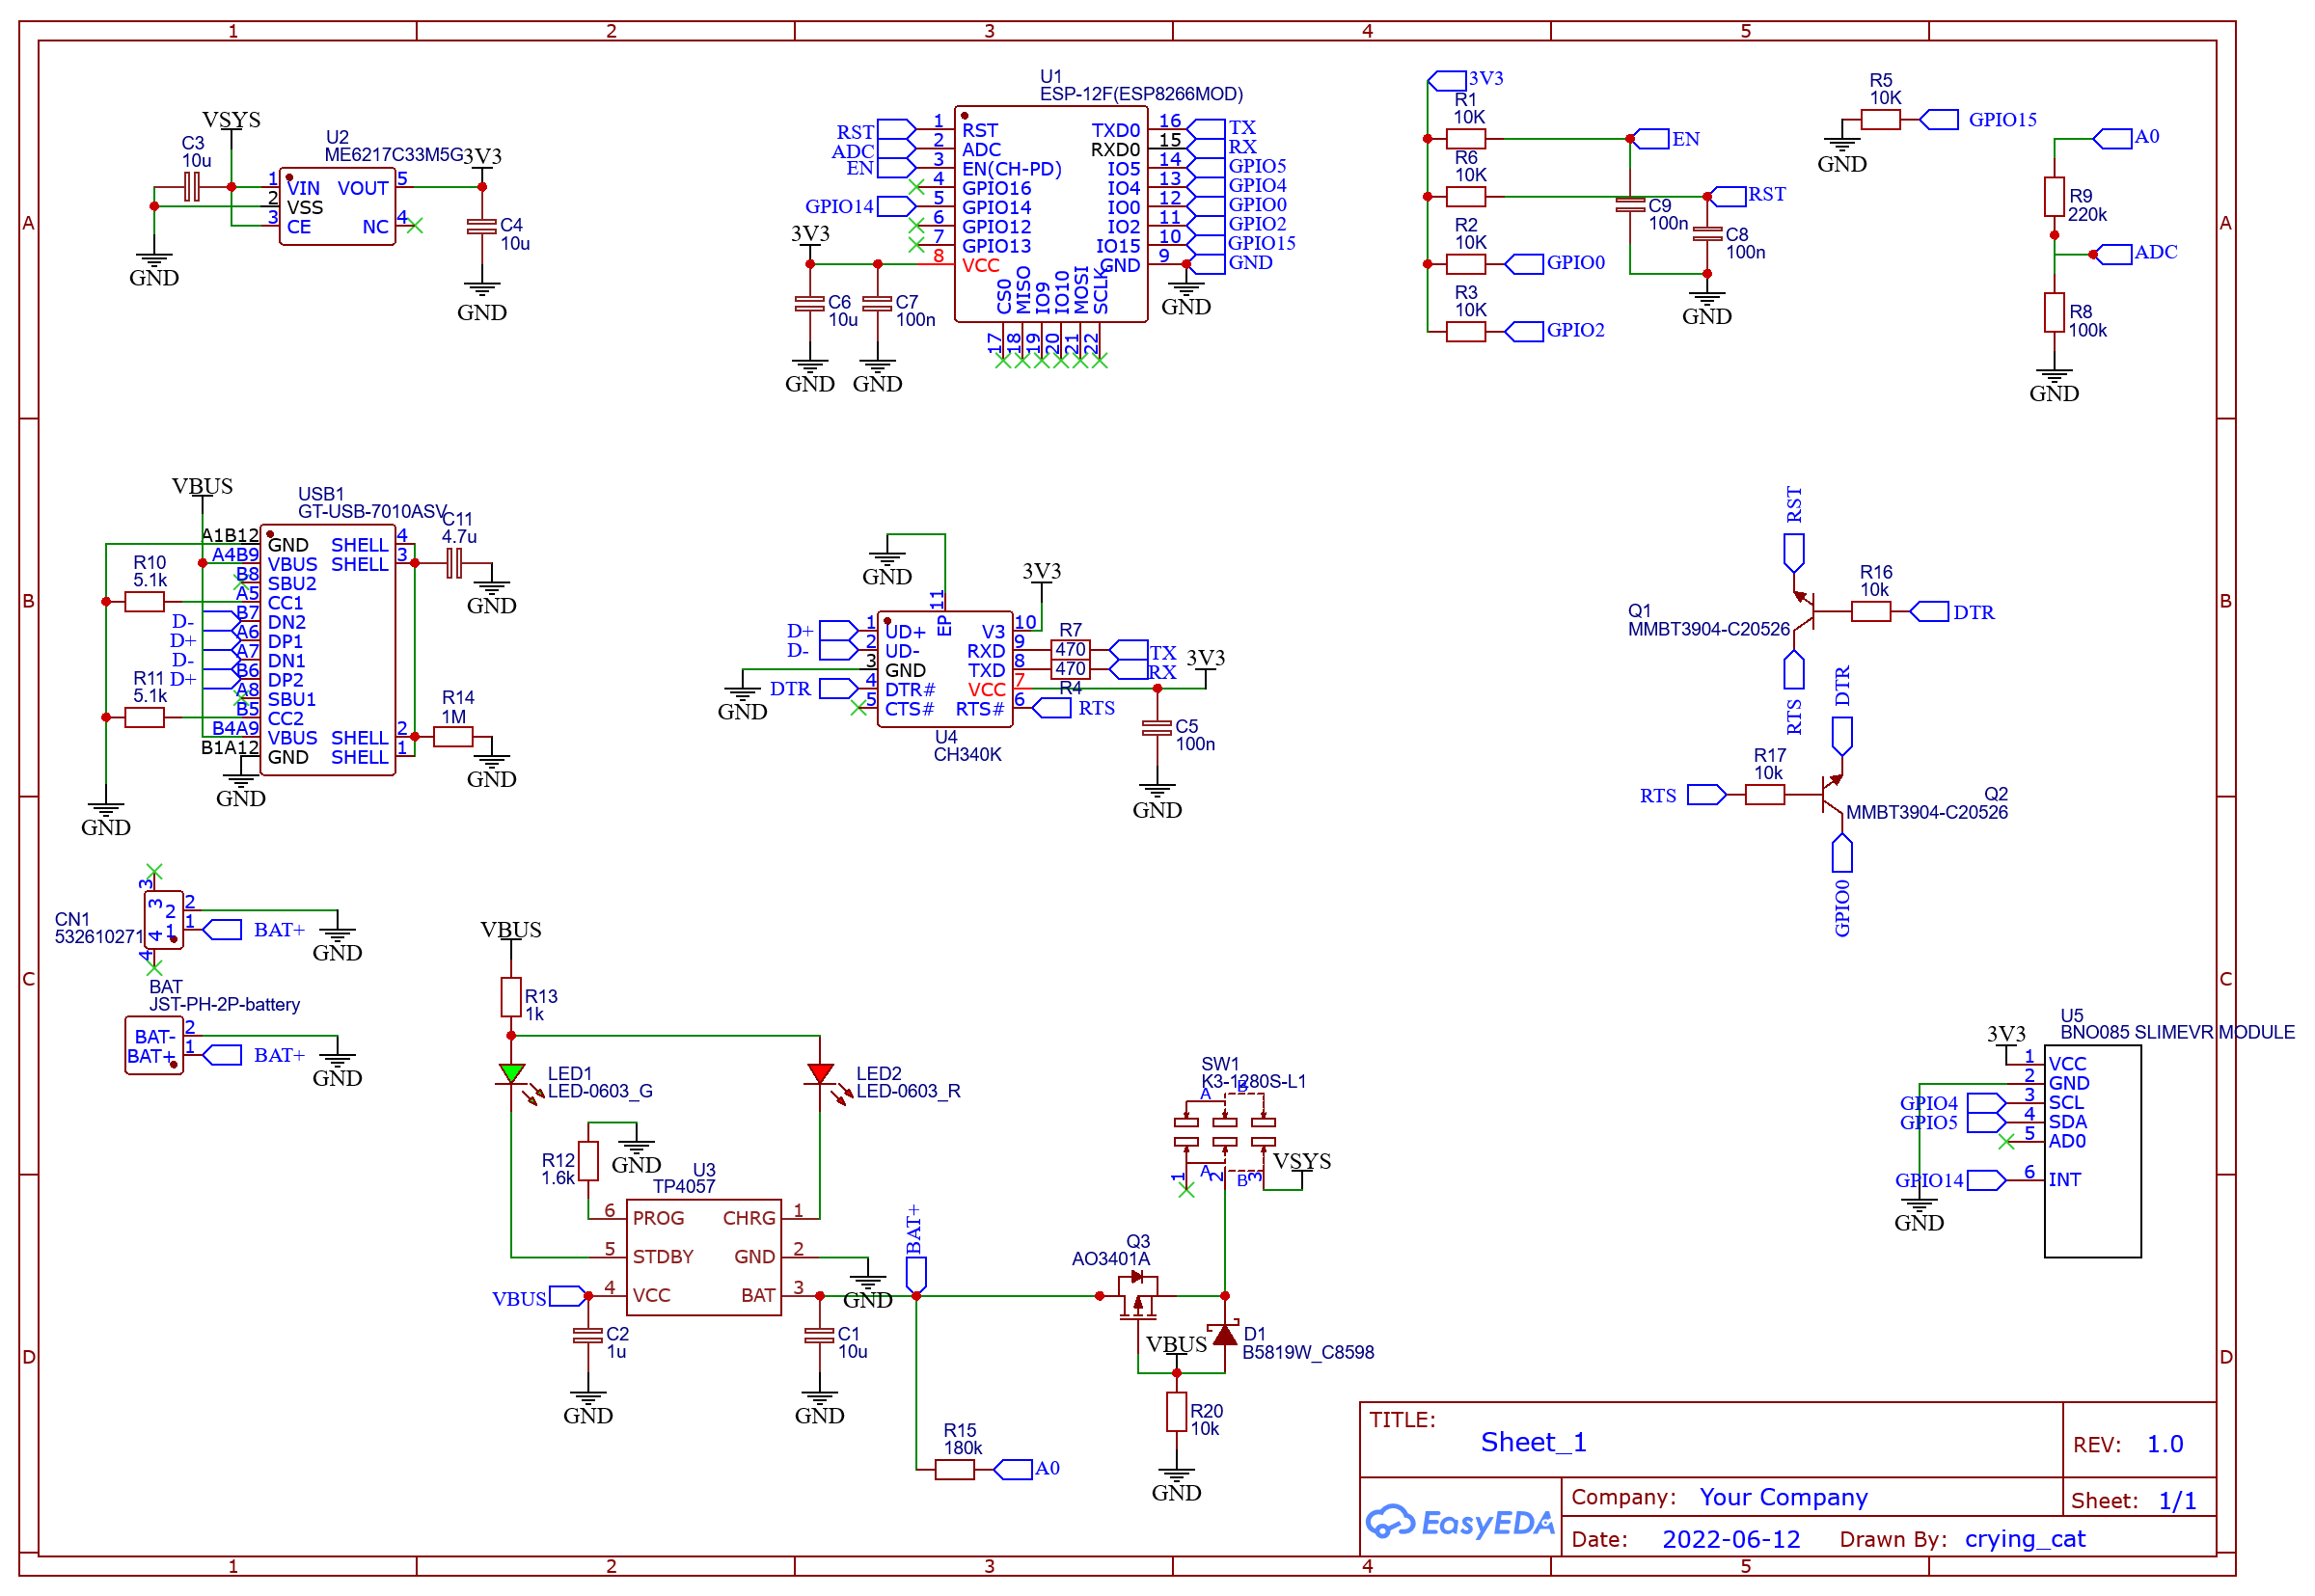 1 2 3 4 5
A
B
C
D
A
B
C
D
1 2 3 4 5
VSYS
C3
10u
U2
ME6217C33M5G
3V3
1 VIN VOUT 5
2 VSS
3 CE NC 4
C4
10u
GND
GND
U1
ESP-12F(ESP8266MOD)
RST 1 RST TXD0 16 TX
ADC 2 ADC RXD0 15 RX
EN 3 EN(CH-PD) IO5 14 GPIO5
4 GPIO16 IO4 13 GPIO4
GPIO14 5 GPIO14 IO0 12 GPIO0
6 GPIO12 IO2 11 GPIO2
7 GPIO13 IO15 10 GPIO15
8 VCC GND 9 GND
CS0 MISO IO9 IO10 MOSI SCLK
17 18 19 20 21 22
3V3
C6
10u
C7
100n
GND
GND
GND
3V3
R1
10K
EN
R6
10K
RST
R2
10K
GPIO0
R3
10K
GPIO2
C9
100n
C8
100n
GND
R5
10K
GPIO15
GND
A0
R9
220k
ADC
R8
100k
GND
VBUS
USB1
GT-USB-7010ASV
A1B12 GND SHELL 4
A4B9 VBUS SHELL 3
B8 SBU2
A5 CC1
D- B7 DN2
D+ A6 DP1
D- A7 DN1
D+ B6 DP2
A8 SBU1
B5 CC2
B4A9 VBUS SHELL 2
B1A12 GND SHELL 1
R10
5.1k
R11
5.1k
C11
4.7u
GND
R14
1M
GND
GND
GND
GND
EP 11
3V3
D+ 1 UD+ V3 10
D- 2 UD- RXD 9
3 GND TXD 8
DTR 4 DTR# VCC 7
5 CTS# RTS# 6 RTS
R7
470
470
R4
TX
RX
3V3
GND
U4
CH340K
C5
100n
GND
RST
Q1
MMBT3904-C20526
R16
10k
DTR
RTS
DTR
R17
10k
RTS
Q2
MMBT3904-C20526
GPIO0
CN1
532610271
3 3
4 4
2 2
1 1
BAT+
GND
BAT
JST-PH-2P-battery
BAT- 2
BAT+ 1
BAT+
GND
VBUS
R13
1k
LED1
LED-0603_G
LED2
LED-0603_R
R12
1.6k
GND
U3
TP4057
6 PROG CHRG 1
5 STDBY GND 2
VBUS 4 VCC BAT 3
GND
C2
1u
GND
C1
10u
GND
BAT+
R15
180k
A0
Q3
AO3401A
VBUS
D1
B5819W_C8598
R20
10k
GND
SW1
K3-1280S-L1
A B
A B
1 2 3
VSYS
U5
BNO085 SLIMEVR MODULE
3V3
1 VCC
2 GND
GPIO4 3 SCL
GPIO5 4 SDA
5 AD0
GPIO14 6 INT
GND
TITLE:
Sheet_1
REV: 1.0
EasyEDA
Company: Your Company
Sheet: 1/1
Date: 2022-06-12 Drawn By: crying_cat